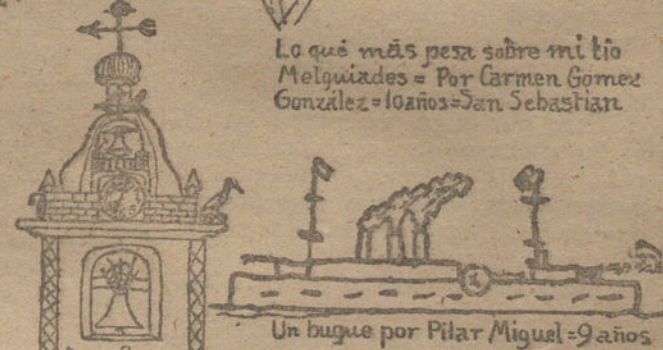 Lo que más pesa sobre mi tio
Melquiades = Por Carmen Gomez
González = 10 años = San Sebastian
Un buque por Pilar Miguel = 9 años